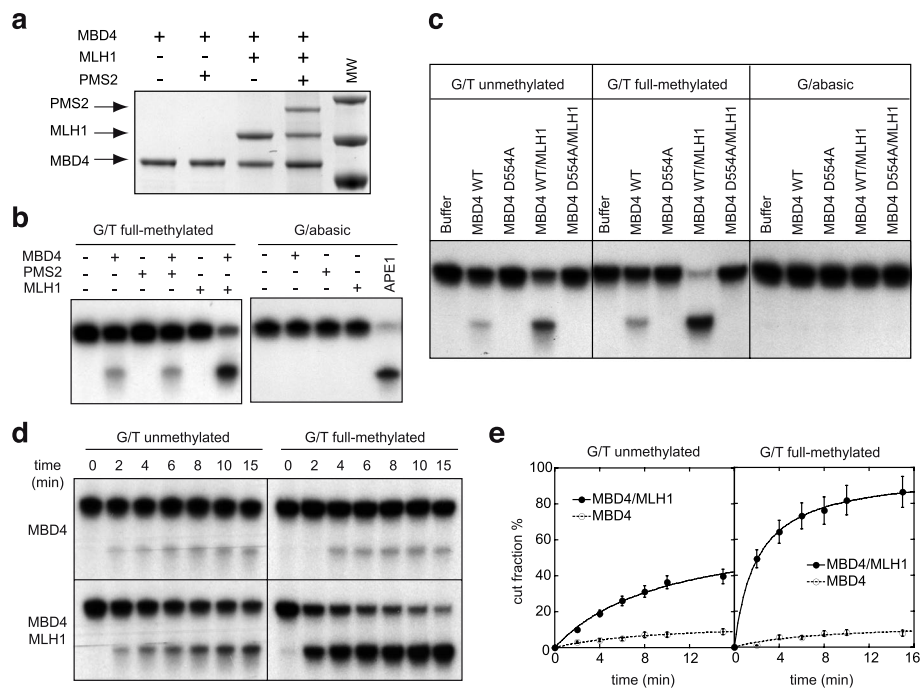 a
MBD4 + + + +
MLH1 - - + +
PMS2 - + - +
MW
PMS2
MLH1
MBD4
b
G/T full-methylated
G/abasic
MBD4 - + - + - +
PMS2 - - + + - -
MLH1 - - - - + +
- + - -
- - + -
- - - +
APE1
c
G/T unmethylated
G/T full-methylated
G/abasic
Buffer
MBD4 WT
MBD4 D554A
MBD4 WT/MLH1
MBD4 D554A/MLH1
Buffer
MBD4 WT
MBD4 D554A
MBD4 WT/MLH1
MBD4 D554A/MLH1
Buffer
MBD4 WT
MBD4 D554A
MBD4 WT/MLH1
MBD4 D554A/MLH1
d
G/T unmethylated
G/T full-methylated
time (min)
0 2 4 6 8 10 15
0 2 4 6 8 10 15
MBD4
MBD4
MLH1
e
G/T unmethylated
G/T full-methylated
cut fraction %
100
80
60
40
20
0
MBD4/MLH1
MBD4
MBD4/MLH1
MBD4
0 4 8 12
0 4 8 12 16
time (min)
time (min)